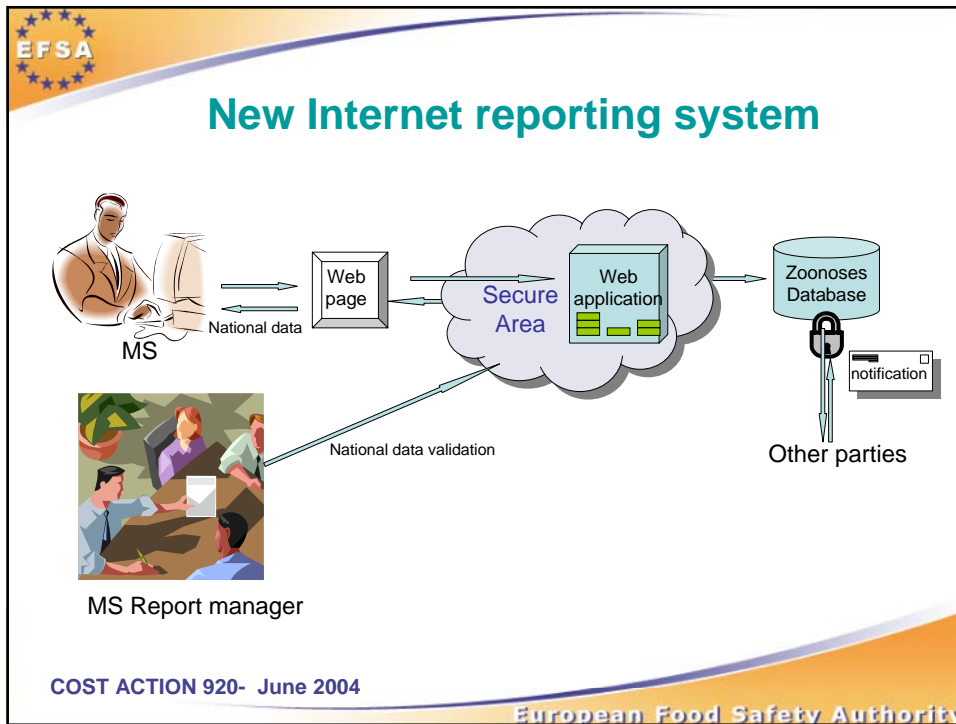 EFSA
New Internet reporting system
Web
page
Secure
Area
Web
application
Zoonoses
Database
National data
MS
notification
National data validation
Other parties
MS Report manager
COST ACTION 920- June 2004
European Food Safety Authority